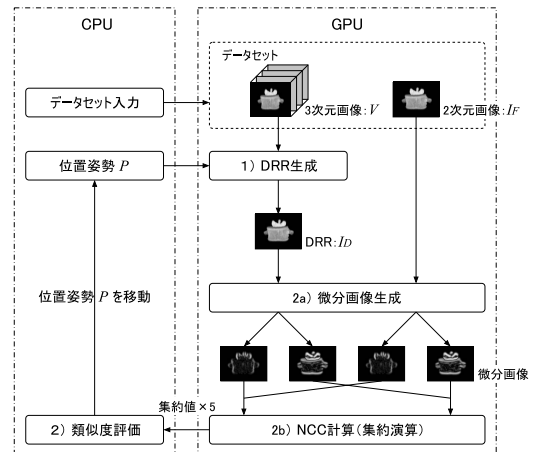 CPU
GPU
データセット
データセット入力
3次元画像：V
2次元画像：IF
位置姿勢 P
1） DRR生成
DRR：ID
位置姿勢 P を移動
2a） 微分画像生成
微分画像
集約値×5
2） 類似度評価
2b） NCC計算（集約演算）